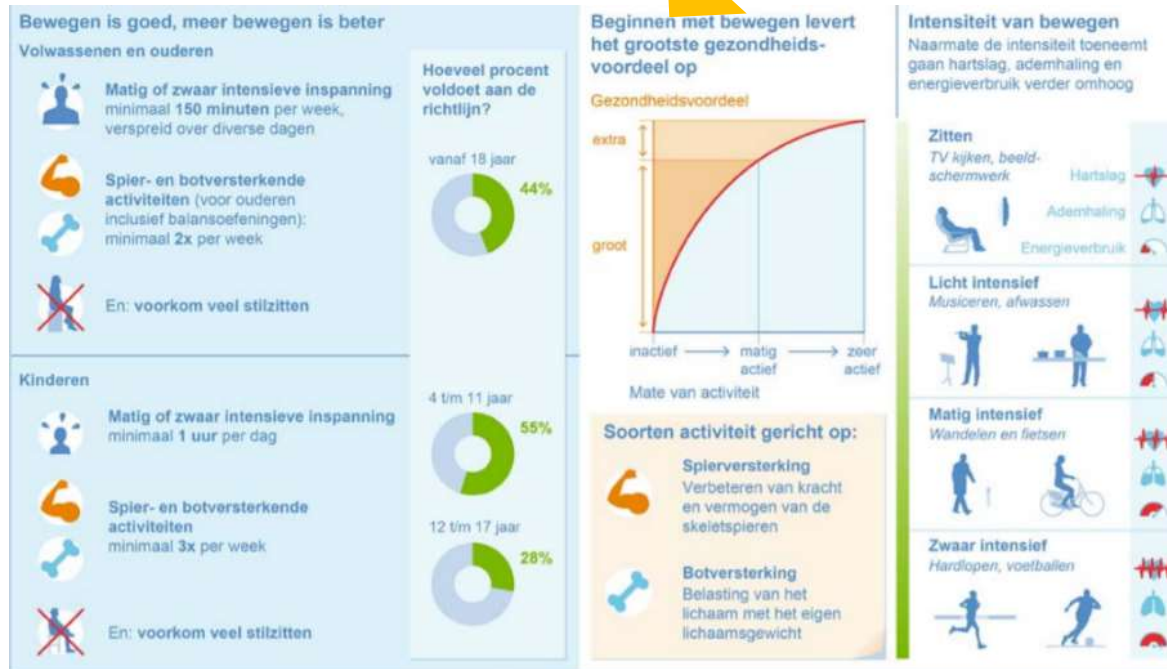 Bewegen is goed, meer bewegen is beter
Volwassenen en ouderen
Matig of zwaar intensieve inspanning
minimaal 150 minuten per week,
verspreid over diverse dagen
Spier- en botversterkende
activiteiten (voor ouderen
inclusief balansoefeningen):
minimaal 2x per week
En: voorkom veel stilzitten
Hoeveel procent
voldoet aan de
richtlijn?
vanaf 18 jaar
44%
Kinderen
Matig of zwaar intensieve inspanning
minimaal 1 uur per dag
Spier- en botversterkende
activiteiten
minimaal 3x per week
En: voorkom veel stilzitten
4 t/m 11 jaar
55%
12 t/m 17 jaar
28%
Beginnen met bewegen levert
het grootste gezondheids-
voordeel op
Gezondheidsvoordeel
extra
groot
inactief
matig
actief
zeer
actief
Mate van activiteit
Soorten activiteit gericht op:
Spierversterking
Verbeteren van kracht
en vermogen van de
skeletspieren
Botversterking
Belasting van het
lichaam met het eigen
lichaamsgewicht
Intensiteit van bewegen
Naarmate de intensiteit toeneemt
gaan hartslag, ademhaling en
energieverbruik verder omhoog
Zitten
TV kijken, beeld-
schermwerk
Hartslag
Ademhaling
Energieverbruik
Licht intensief
Musiceren, afwassen
Matig intensief
Wandelen en fietsen
Zwaar intensief
Hardlopen, voetballen